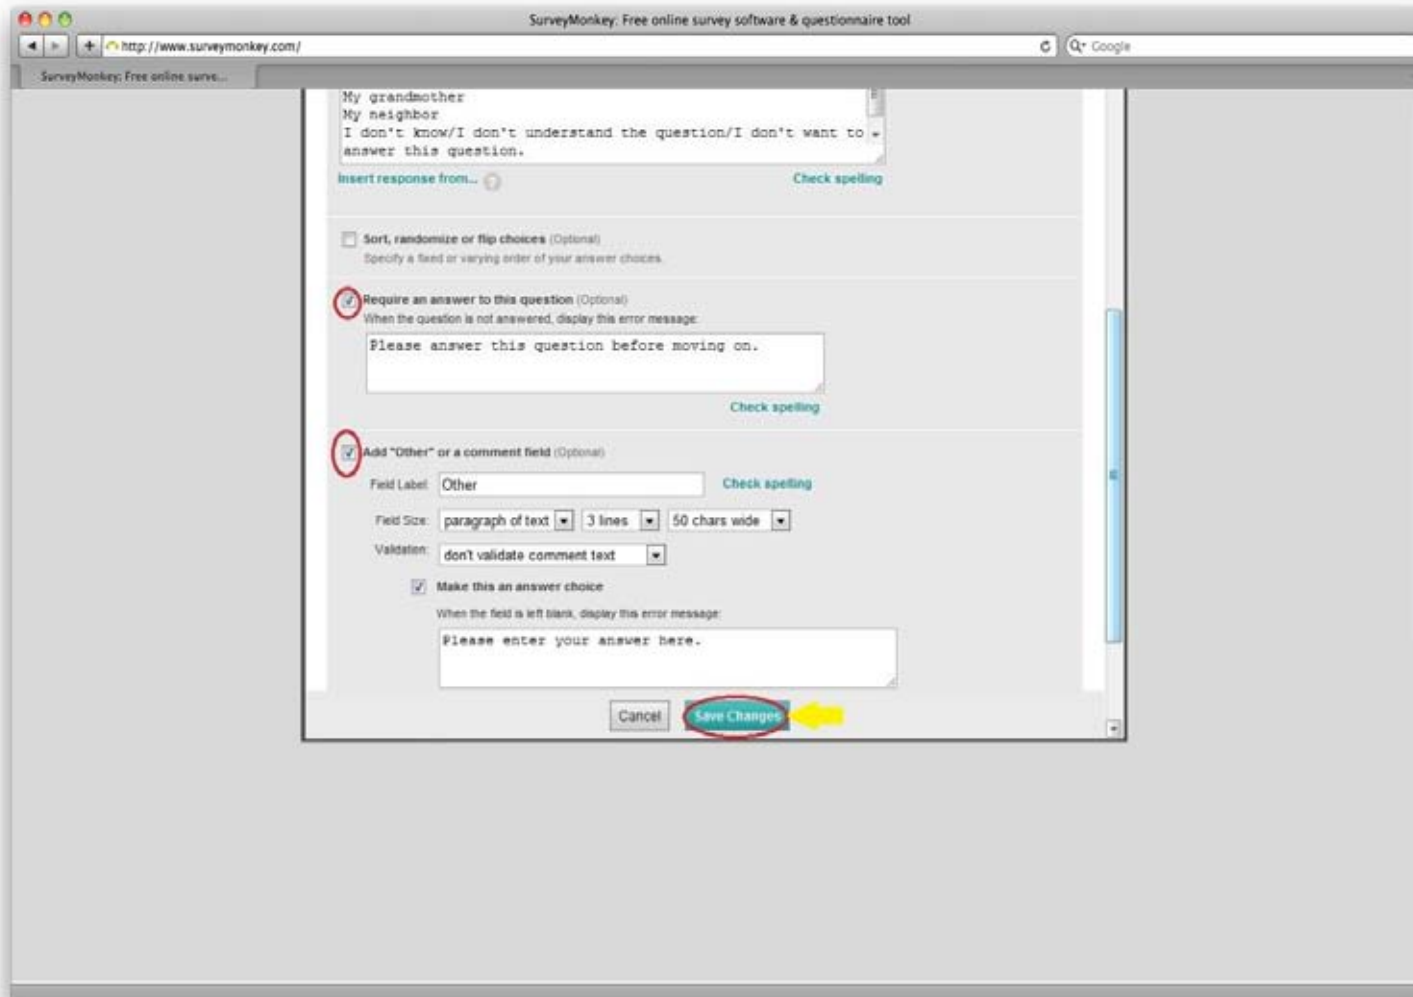 SurveyMonkey: Free online survey software & questionnaire tool
http://www.surveymonkey.com/
Google
SurveyMonkey: Free online surve...
My grandmother
My neighbor
I don't know/I don't understand the question/I don't want to
answer this question.
Insert response from... ?
Check spelling
Sort, randomize or flip choices (Optional)
Specify a fixed or varying order of your answer choices.
Require an answer to this question (Optional)
When the question is not answered, display this error message:
Please answer this question before moving on.
Check spelling
Add "Other" or a comment field (Optional)
Field Label: Other Check spelling
Field Size: paragraph of text 3 lines 50 chars wide
Validation: don't validate comment text
Make this an answer choice
When the field is left blank, display this error message:
Please enter your answer here.
Cancel Save Changes